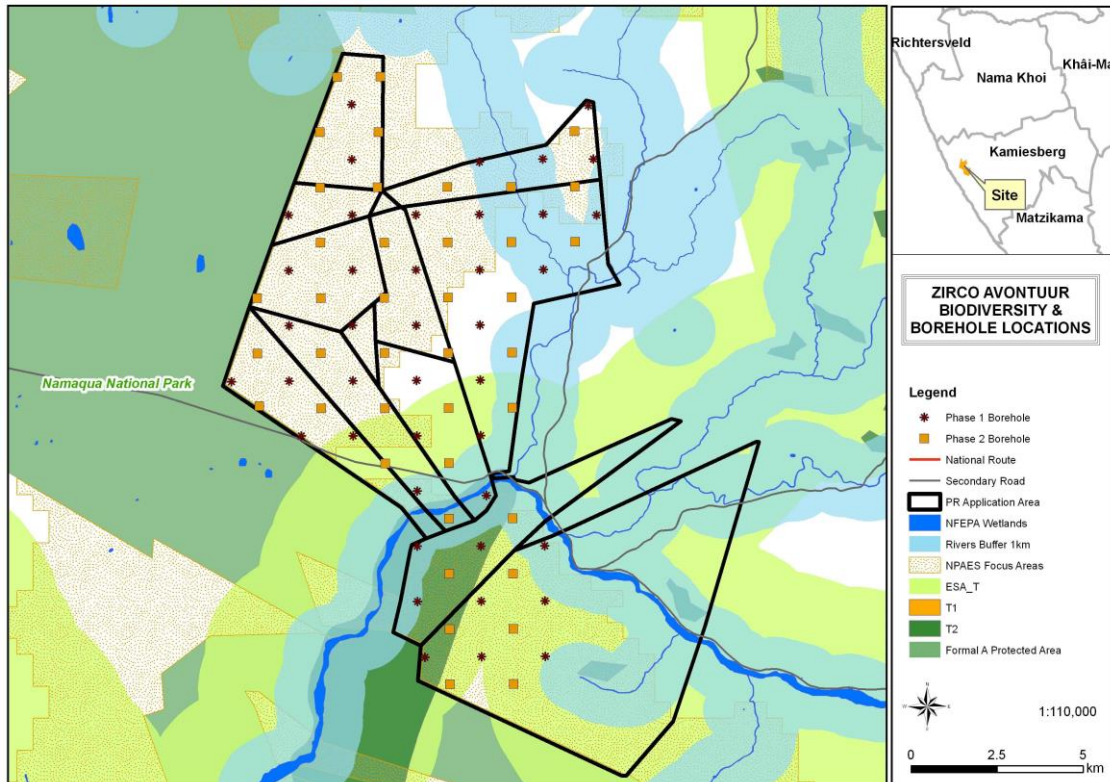 Namaqua National Park
Richtersveld
Nama Khoi
Khâi-Ma
Kamiesberg
Site
Matzikama
ZIRCO AVONTUUR
BIODIVERSITY &
BOREHOLE LOCATIONS
Legend
Phase 1 Borehole
Phase 2 Borehole
National Route
Secondary Road
PR Application Area
NFEPA Wetlands
Rivers Buffer 1km
NPAES Focus Areas
ESA_T
T1
T2
Formal A Protected Area
N
W E
S
1:110,000
0 2.5 5
km